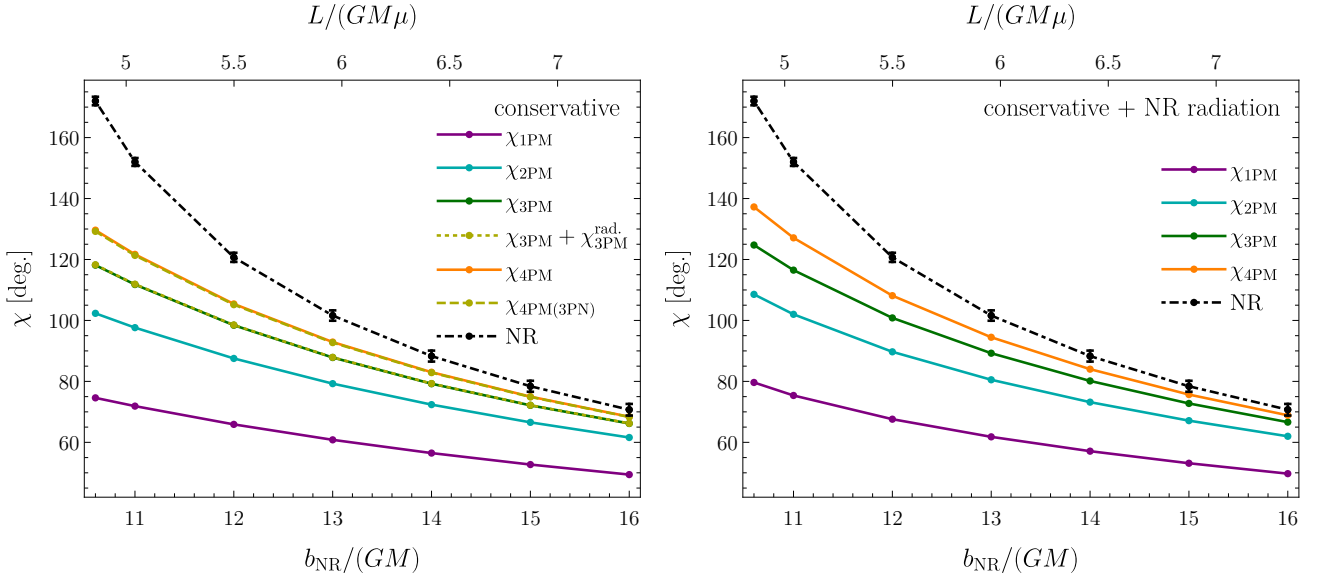 L/(GMμ)
5 5.5 6 6.5 7
conservative
χ1PM
χ2PM
χ3PM
χ3PM + χ3PM^rad.
χ4PM
χ4PM(3PN)
NR
χ [deg.]
160
140
120
100
80
60
11 12 13 14 15 16
bNR/(GM)
L/(GMμ)
5 5.5 6 6.5 7
conservative + NR radiation
χ1PM
χ2PM
χ3PM
χ4PM
NR
χ [deg.]
160
140
120
100
80
60
11 12 13 14 15 16
bNR/(GM)